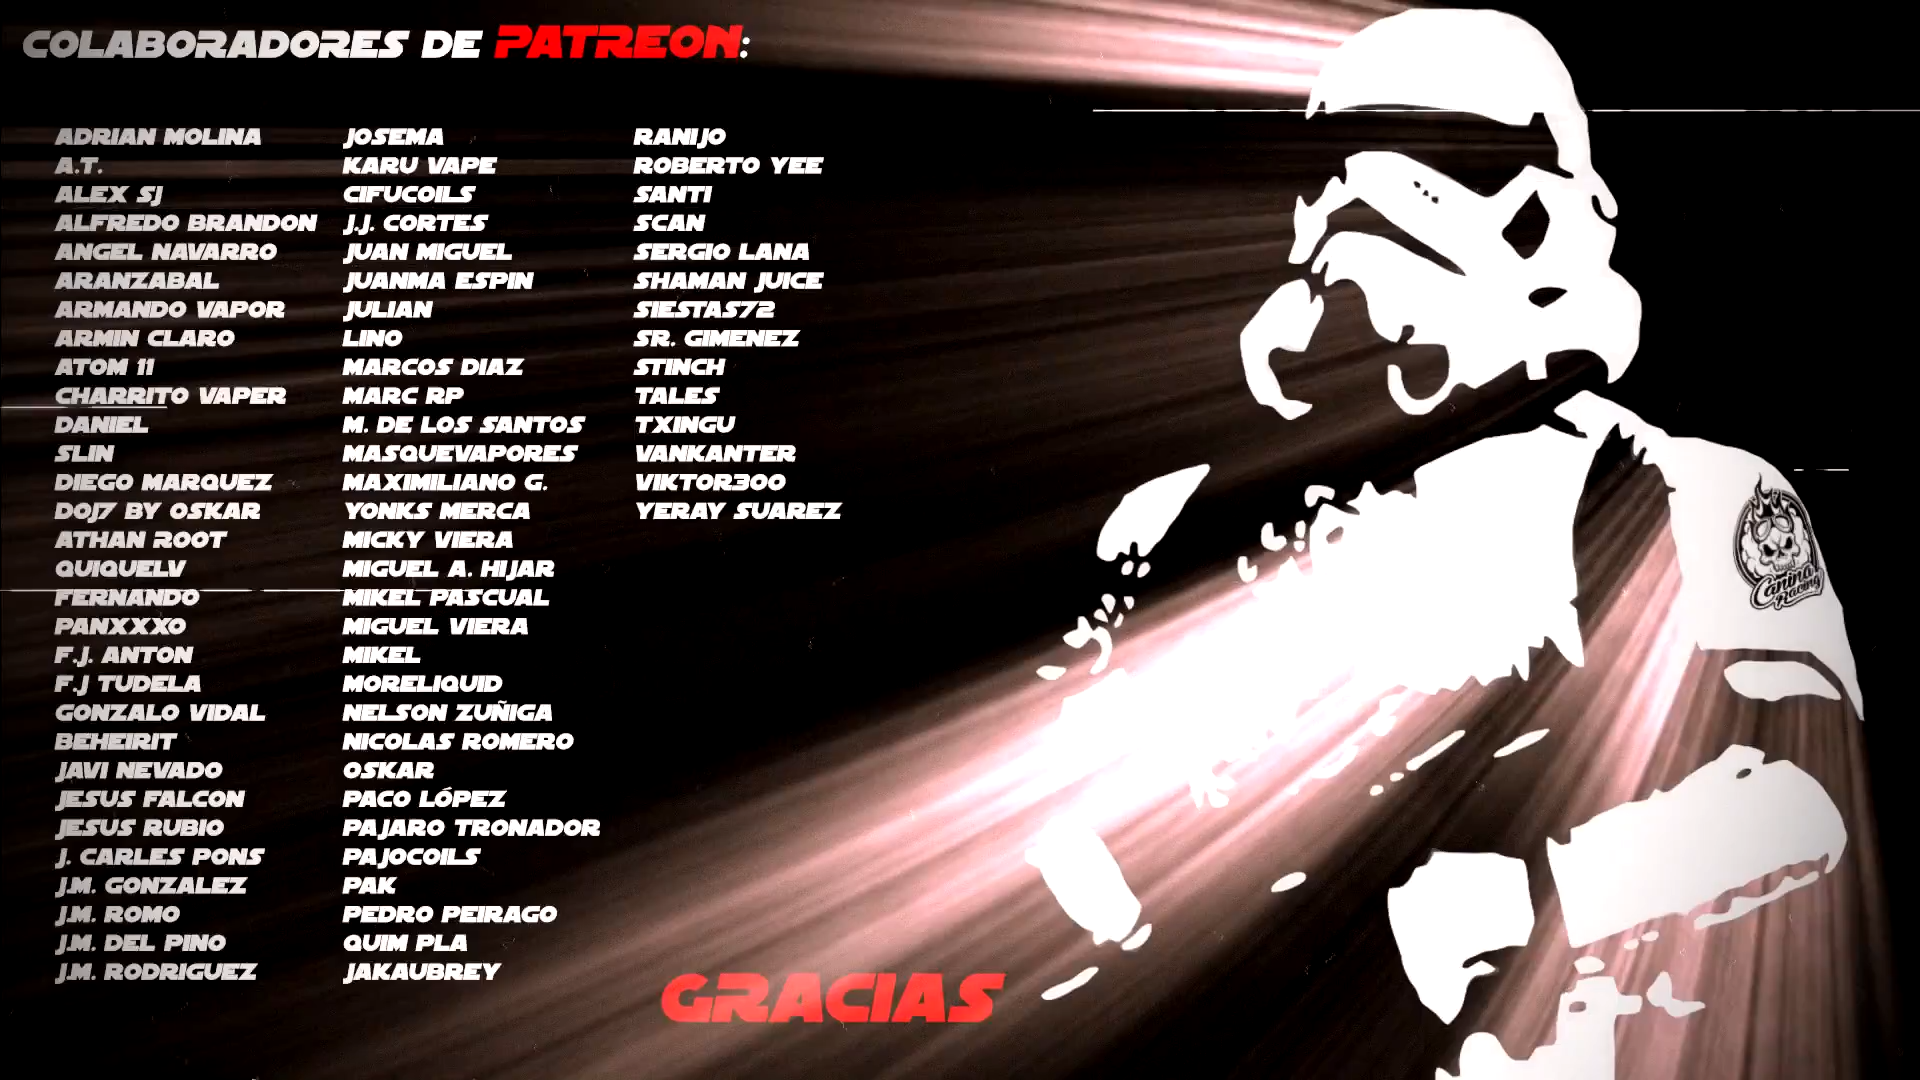 COLABORADORES DE PATREON:
ADRIAN MOLINA
A.T.
ALEX SJ
ALFREDO BRANDON
ANGEL NAVARRO
ARANZABAL
ARMANDO VAPOR
ARMIN CLARO
ATOM 11
CHARRITO VAPER
DANIEL
SLIN
DIEGO MARQUEZ
DOJ7 BY OSKAR
ATHAN ROOT
QUIQUELV
FERNANDO
PANXXXO
F.J. ANTON
F.J TUDELA
GONZALO VIDAL
BEHEIRIT
JAVI NEVADO
JESUS FALCON
JESUS RUBIO
J. CARLES PONS
J.M. GONZALEZ
J.M. ROMO
J.M. DEL PINO
J.M. RODRIGUEZ
JOSEMA
KARU VAPE
CIFUCOILS
J.J. CORTES
JUAN MIGUEL
JUANMA ESPIN
JULIAN
LINO
MARCOS DIAZ
MARC RP
M. DE LOS SANTOS
MASQUEVAPORES
MAXIMILIANO G.
YONKS MERCA
MICKY VIERA
MIGUEL A. HIJAR
MIKEL PASCUAL
MIGUEL VIERA
MIKEL
MORELIQUID
NELSON ZUÑIGA
NICOLAS ROMERO
OSKAR
PACO LÓPEZ
PAJARO TRONADOR
PAJOCOILS
PAK
PEDRO PEIRAGO
QUIM PLA
JAKAUBREY
RANIJO
ROBERTO YEE
SANTI
SCAN
SERGIO LANA
SHAMAN JUICE
SIESTAS72
SR. GIMENEZ
STINCH
TALES
TXINGU
VANKANTER
VIKTOR300
YERAY SUAREZ
GRACIAS
Canina
Racing